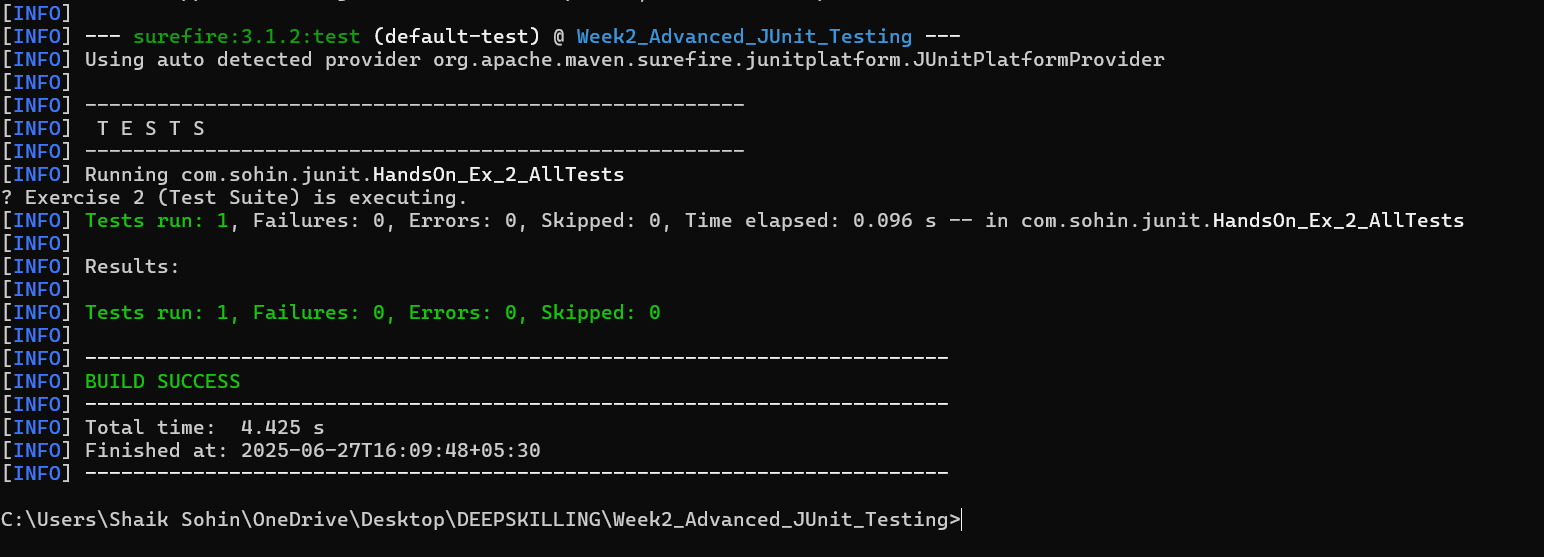 [INFO]
[INFO] --- surefire:3.1.2:test (default-test) @ Week2_Advanced_JUnit_Testing ---
[INFO] Using auto detected provider org.apache.maven.surefire.junitplatform.JUnitPlatformProvider
[INFO]
[INFO] -------------------------------------------------------
[INFO]  T E S T S
[INFO] -------------------------------------------------------
[INFO] Running com.sohin.junit.HandsOn_Ex_2_AllTests
? Exercise 2 (Test Suite) is executing.
[INFO] Tests run: 1, Failures: 0, Errors: 0, Skipped: 0, Time elapsed: 0.096 s -- in com.sohin.junit.HandsOn_Ex_2_AllTests
[INFO]
[INFO] Results:
[INFO]
[INFO] Tests run: 1, Failures: 0, Errors: 0, Skipped: 0
[INFO]
[INFO] ------------------------------------------------------------------------
[INFO] BUILD SUCCESS
[INFO] ------------------------------------------------------------------------
[INFO] Total time:  4.425 s
[INFO] Finished at: 2025-06-27T16:09:48+05:30
[INFO] ------------------------------------------------------------------------
C:\Users\Shaik Sohin\OneDrive\Desktop\DEEPSKILLING\Week2_Advanced_JUnit_Testing>